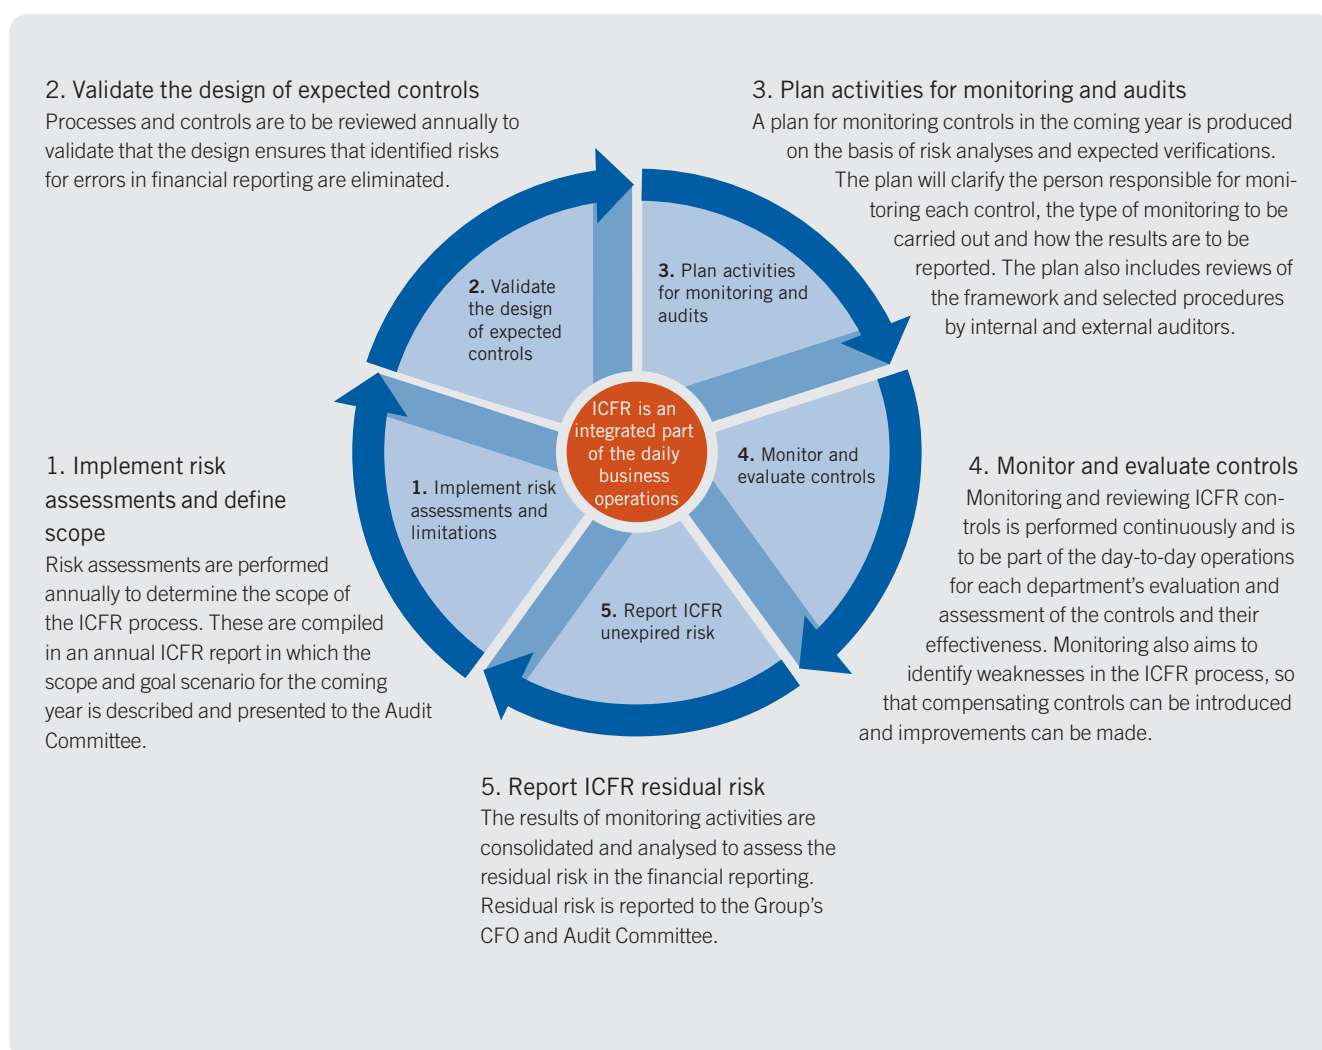 2. Validate the design of expected controls
Processes and controls are to be reviewed annually to
validate that the design ensures that identified risks
for errors in financial reporting are eliminated.
3. Plan activities for monitoring and audits
A plan for monitoring controls in the coming year is produced
on the basis of risk analyses and expected verifications.
The plan will clarify the person responsible for moni-
toring each control, the type of monitoring to be
carried out and how the results are to be
reported. The plan also includes reviews of
the framework and selected procedures
by internal and external auditors.
2. Validate
the design
of expected
controls
3. Plan activities
for monitoring and
audits
ICFR is an
integrated part
of the daily
business
operations
4. Monitor and
evaluate controls
1. Implement risk
assessments and
limitations
5. Report ICFR
unexpired risk
1. Implement risk
assessments and define
scope
Risk assessments are performed
annually to determine the scope of
the ICFR process. These are compiled
in an annual ICFR report in which the
scope and goal scenario for the coming
year is described and presented to the Audit
Committee.
4. Monitor and evaluate controls
Monitoring and reviewing ICFR con-
trols is performed continuously and is
to be part of the day-to-day operations
for each department’s evaluation and
assessment of the controls and their
effectiveness. Monitoring also aims to
identify weaknesses in the ICFR process, so
that compensating controls can be introduced
and improvements can be made.
5. Report ICFR residual risk
The results of monitoring activities are
consolidated and analysed to assess the
residual risk in the financial reporting.
Residual risk is reported to the Group’s
CFO and Audit Committee.